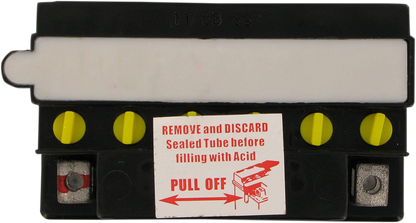 REMOVE and DISCARD
Sealed Tube before
filling with Acid
PULL OFF